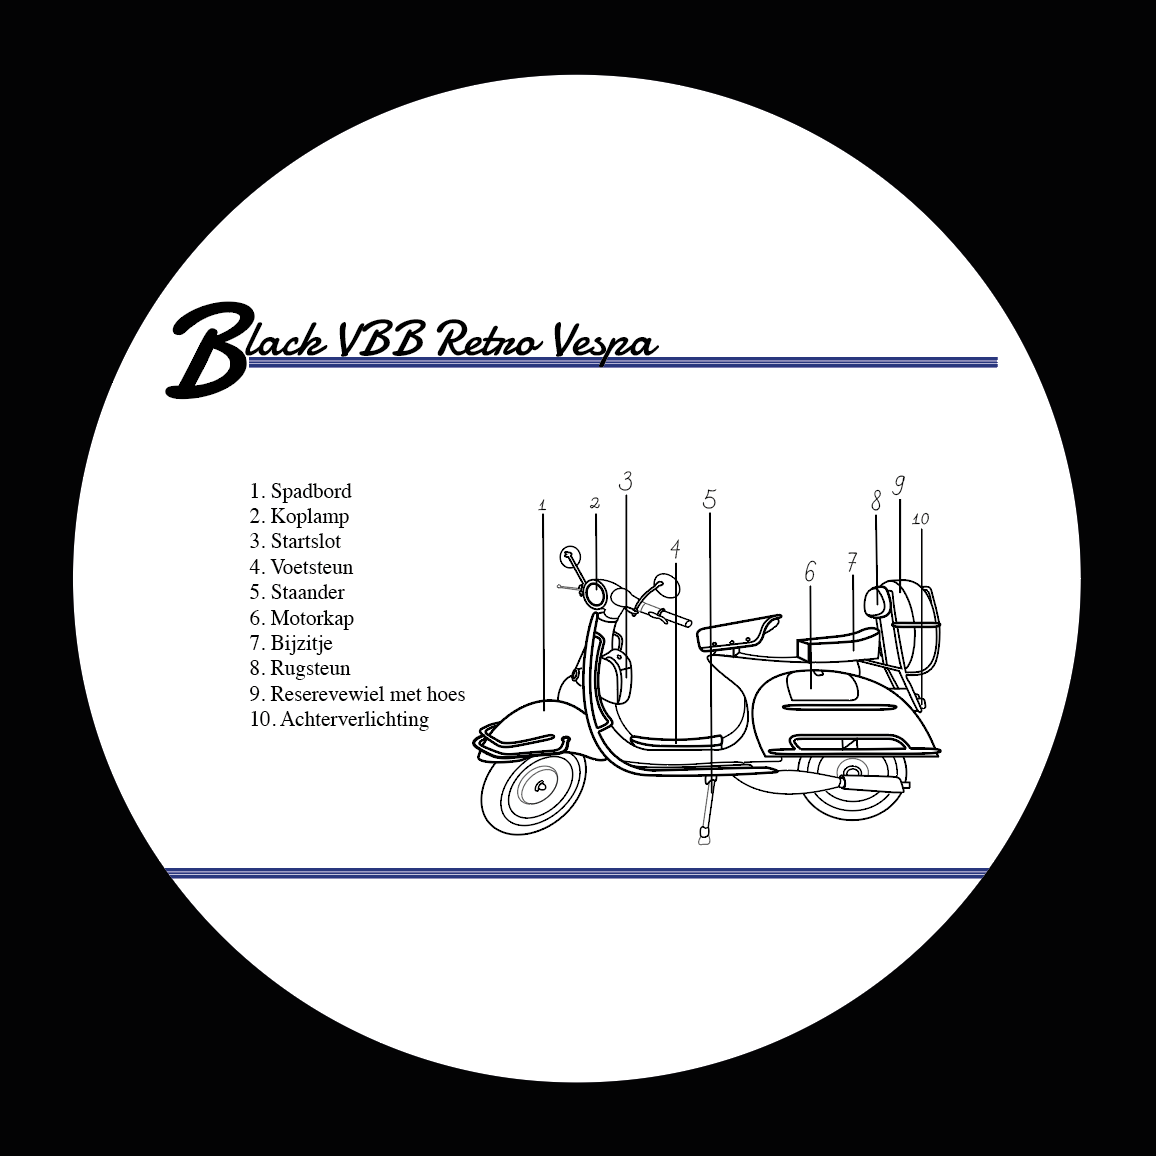 Black VBB Retro Vespa
1. Spadbord
2. Koplamp
3. Startslot
4. Voetsteun
5. Staander
6. Motorkap
7. Bijzitje
8. Rugsteun
9. Reserevewiel met hoes
10. Achterverlichting
1
2
3
4
5
6
7
8
9
10